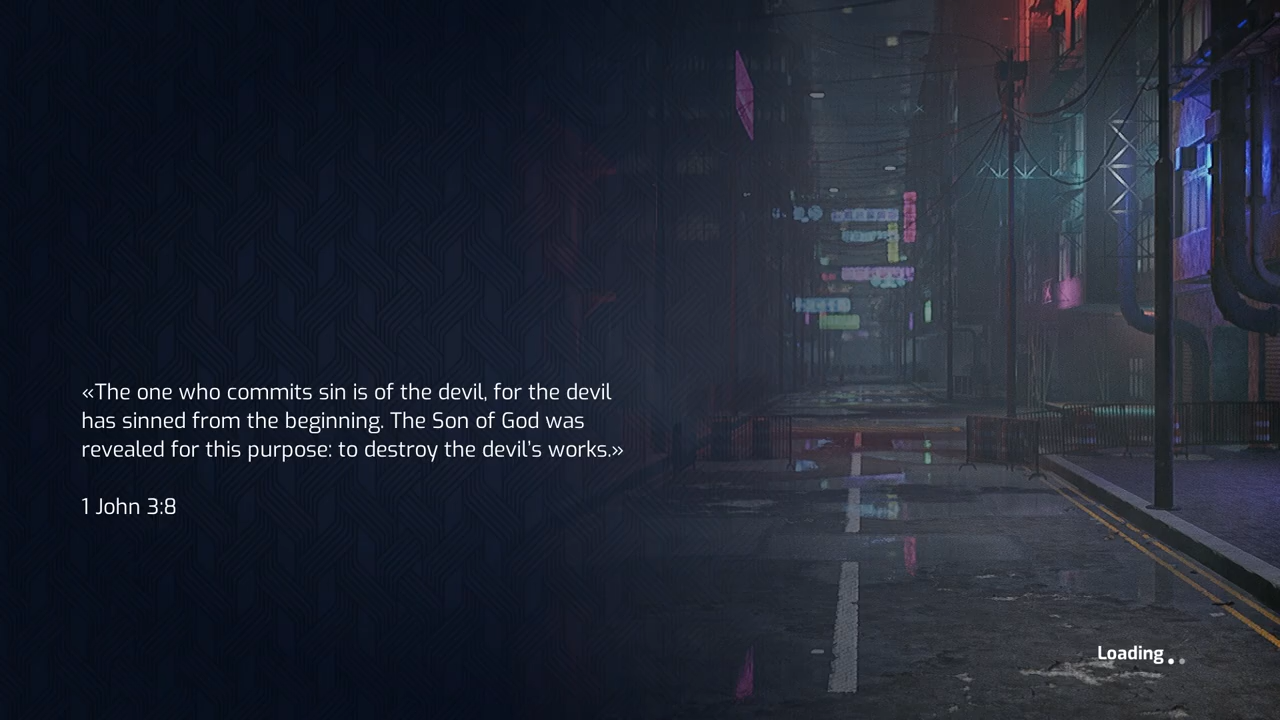 «The one who commits sin is of the devil, for the devil
has sinned from the beginning. The Son of God was
revealed for this purpose: to destroy the devil's works.»
1 John 3:8
Loading